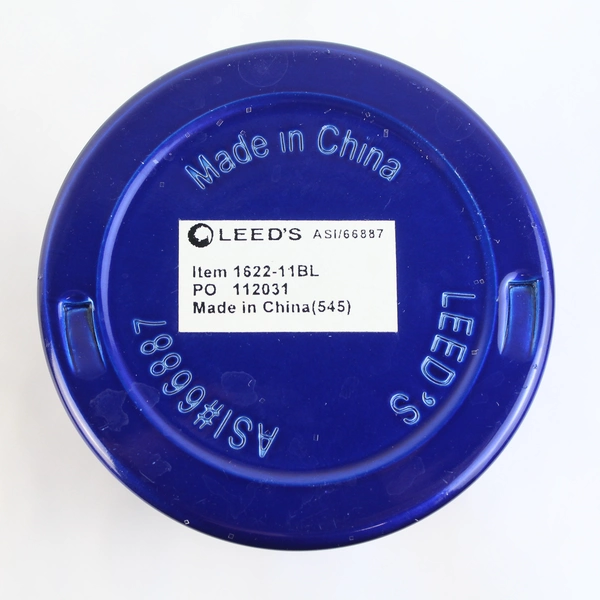 Made in China
LEED'S ASI/66887
Item 1622-11BL
PO 112031
Made in China(545)
LEED'S
ASI#66887